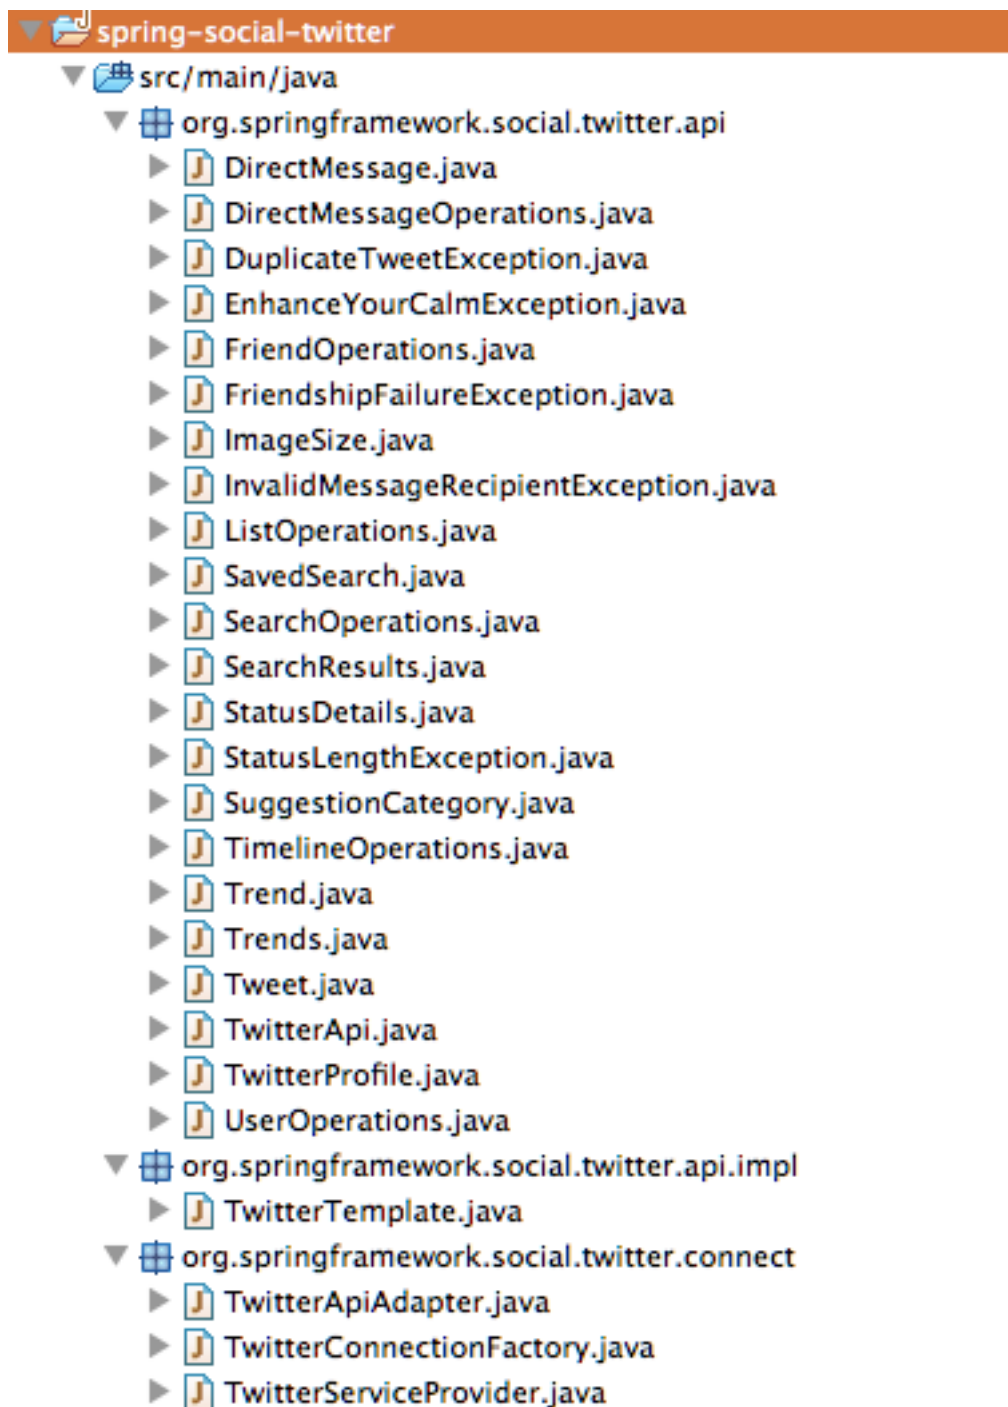 spring-social-twitter
src/main/java
org.springframework.social.twitter.api
DirectMessage.java
DirectMessageOperations.java
DuplicateTweetException.java
EnhanceYourCalmException.java
FriendOperations.java
FriendshipFailureException.java
ImageSize.java
InvalidMessageRecipientException.java
ListOperations.java
SavedSearch.java
SearchOperations.java
SearchResults.java
StatusDetails.java
StatusLengthException.java
SuggestionCategory.java
TimelineOperations.java
Trend.java
Trends.java
Tweet.java
TwitterApi.java
TwitterProfile.java
UserOperations.java
org.springframework.social.twitter.api.impl
TwitterTemplate.java
org.springframework.social.twitter.connect
TwitterApiAdapter.java
TwitterConnectionFactory.java
TwitterServiceProvider.java